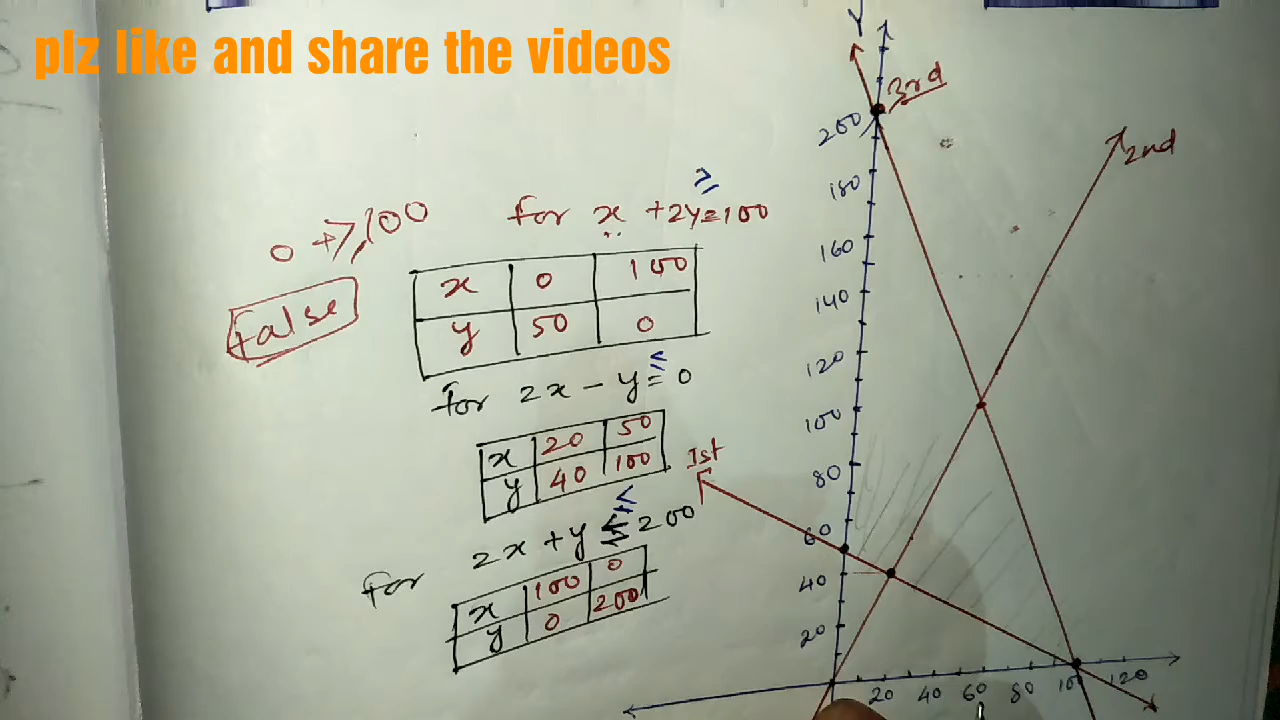 plz like and share the videos
Y
3rd
2nd
200
180
160
140
120
100
80
60
40
20
≥
for x + 2y = 100
0 ≱ 100
False
x 0 100
y 50 0
≤
for 2x - y = 0
x 20 50
y 40 100
1st
≤
for 2x + y ≤ 200
x 100 0
y 0 200
20 40 60 80 100 120